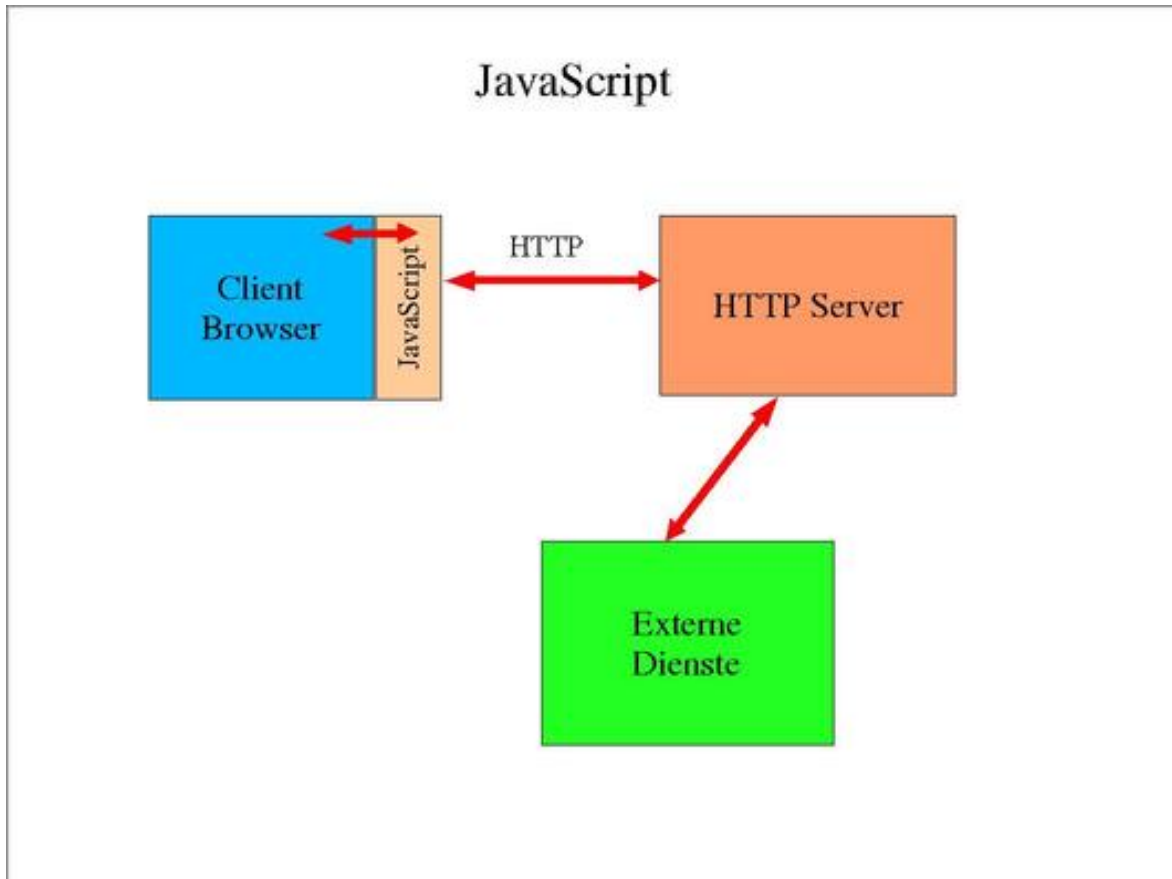 JavaScript
Client
Browser
JavaScript
HTTP
HTTP Server
Externe
Dienste